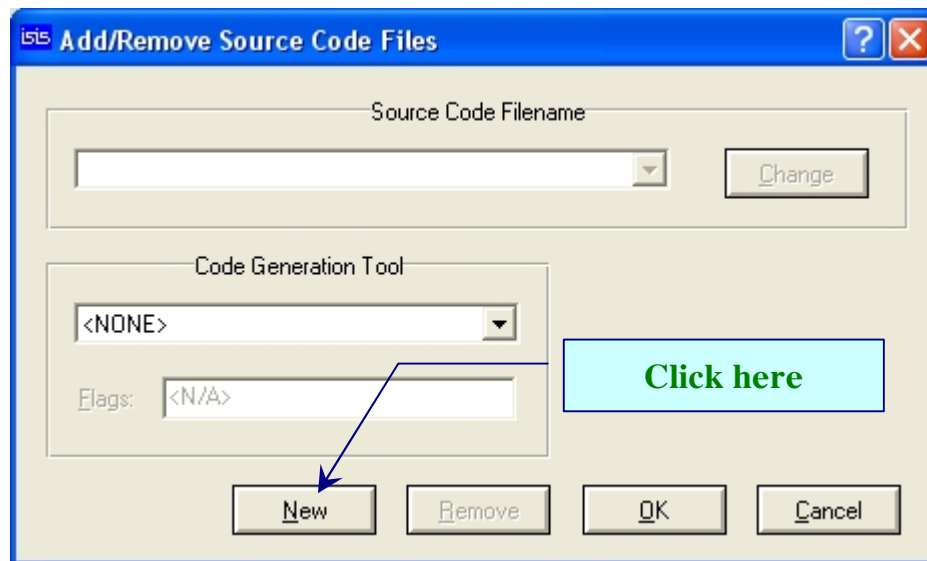 isis Add/Remove Source Code Files
Source Code Filename
Change
Code Generation Tool
<NONE>
Click here
Flags: <N/A>
New Remove OK Cancel